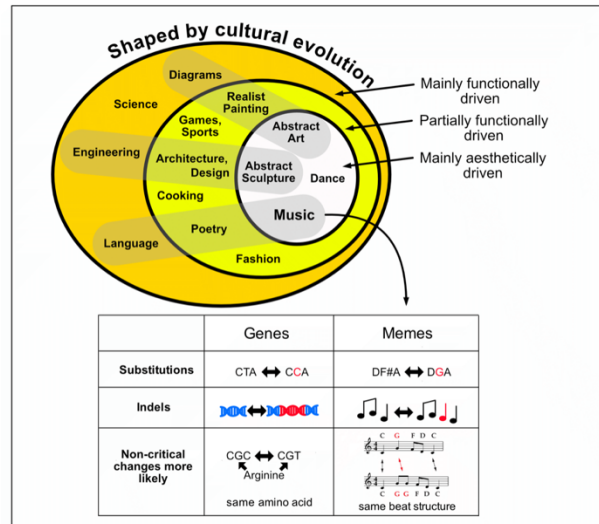 Shaped by cultural evolution
Diagrams
Science
Realist
Painting
Games,
Sports
Abstract
Art
Engineering
Architecture,
Design
Abstract
Sculpture
Dance
Cooking
Music
Poetry
Language
Fashion
Mainly functionally
driven
Partially functionally
driven
Mainly aesthetically
driven
Genes Memes
Substitutions CTA CCA DF#A DGA
Indels
Non-critical
changes more
likely
CGC CGT
Arginine
same amino acid
C G F D C
C G G F D C
same beat structure